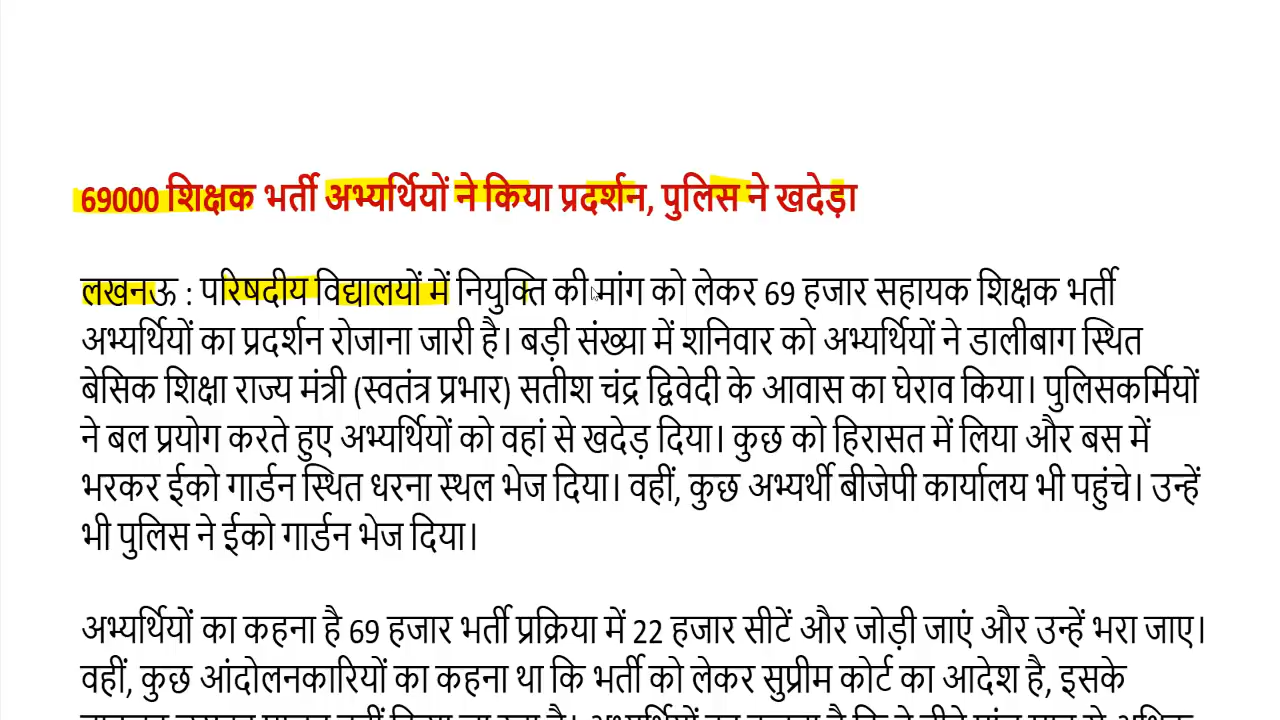 69000 शिक्षक भर्ती अभ्यर्थियों ने किया प्रदर्शन, पुलिस ने खदेड़ा
लखनऊ : परिषदीय विद्यालयों में नियुक्ति की मांग को लेकर 69 हजार सहायक शिक्षक भर्ती
अभ्यर्थियों का प्रदर्शन रोजाना जारी है। बड़ी संख्या में शनिवार को अभ्यर्थियों ने डालीबाग स्थित
बेसिक शिक्षा राज्य मंत्री (स्वतंत्र प्रभार) सतीश चंद्र द्विवेदी के आवास का घेराव किया। पुलिसकर्मियों
ने बल प्रयोग करते हुए अभ्यर्थियों को वहां से खदेड़ दिया। कुछ को हिरासत में लिया और बस में
भरकर ईको गार्डन स्थित धरना स्थल भेज दिया। वहीं, कुछ अभ्यर्थी बीजेपी कार्यालय भी पहुंचे। उन्हें
भी पुलिस ने ईको गार्डन भेज दिया।
अभ्यर्थियों का कहना है 69 हजार भर्ती प्रक्रिया में 22 हजार सीटें और जोड़ी जाएं और उन्हें भरा जाए।
वहीं, कुछ आंदोलनकारियों का कहना था कि भर्ती को लेकर सुप्रीम कोर्ट का आदेश है, इसके